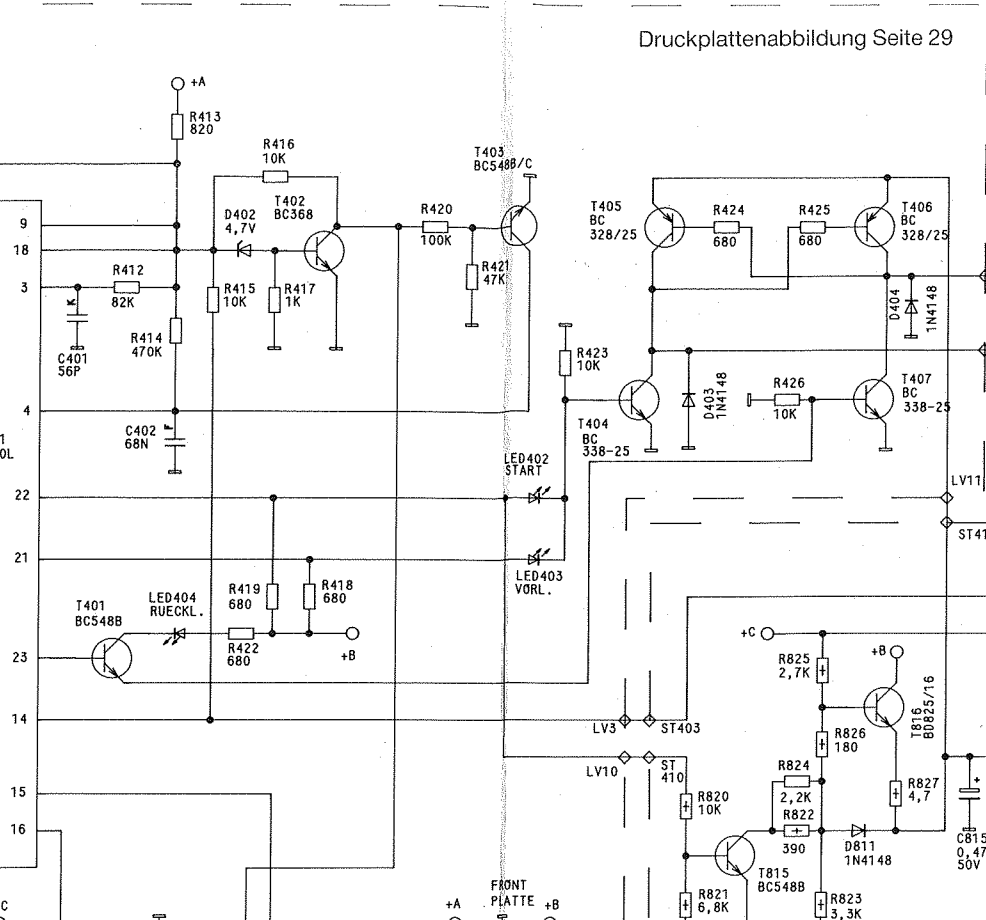 Druckplattenabbildung Seite 29
+A
R413
820
R416
10K
T403
BC548B/C
T402
BC368
D402
4,7V
R420
100K
T405
BC
328/25
R424
680
R425
680
T406
BC
328/25
9
18
3
R412
82K
R415
10K
R417
1K
R421
47K
D404
1N4148
C401
56P
K
R414
470K
R423
10K
D403
1N4148
R426
10K
T407
BC
338-25
4
C402
68N
F
T404
BC
338-25
1
OL
LED402
START
22
LV11
ST41
21
LED403
VORL.
T401
BC548B
LED404
RUECKL.
R419
680
R418
680
+C
+B
23
R422
680
+B
R825
2,7K
T816
BD825/16
14
LV3
ST403
R826
180
LV10
ST
410
R824
2,2K
R827
4,7
15
R820
10K
R822
390
+
16
D811
1N4148
C815
0,47
50V
T815
BC548B
C
+A
FRONT
PLATTE
+B
R821
6,8K
R823
3,3K